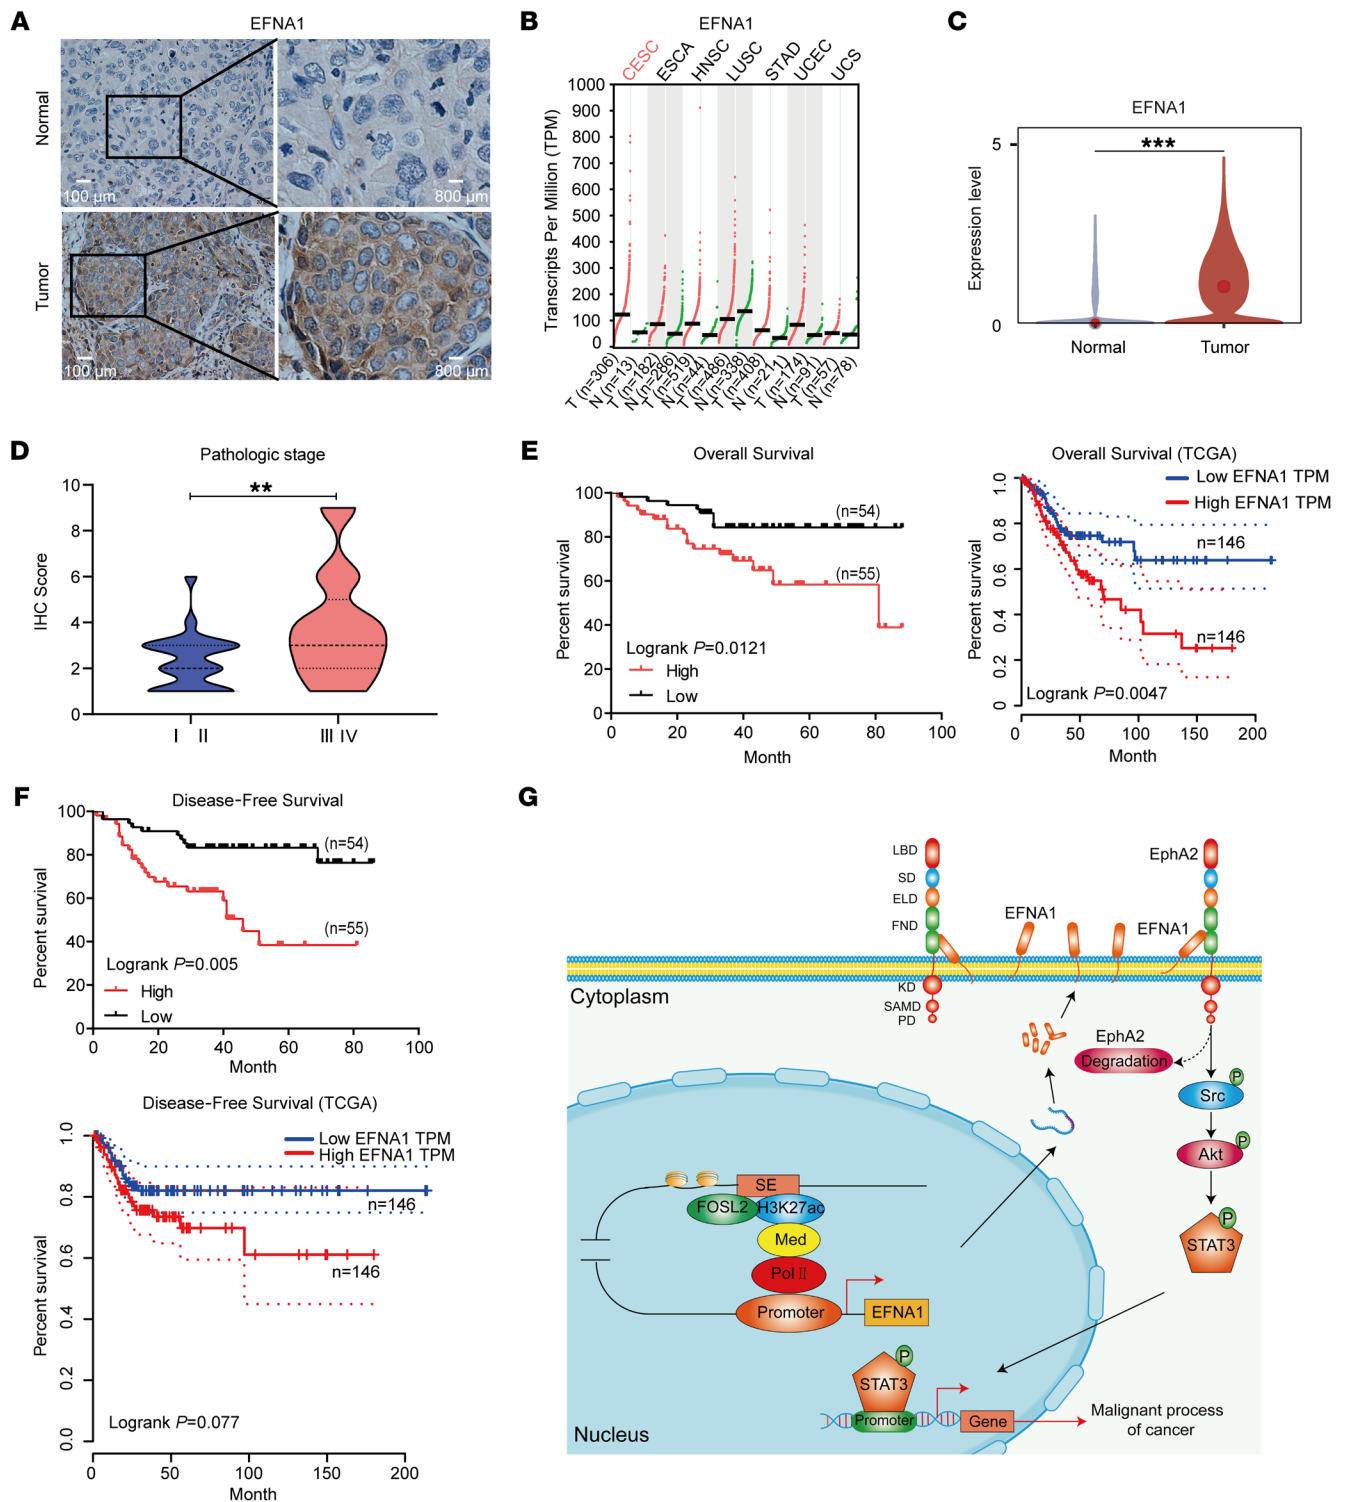 A
EFNA1
Normal
100 µm
800 µm
Tumor
100 µm
800 µm
B
EFNA1
CESC
ESCA
HNSC
LUSC
STAD
UCEC
UCS
Transcripts Per Million (TPM)
1000
900
800
700
600
500
400
300
200
100
0
T (n=306)
N (n=13)
T (n=182)
N (n=286)
T (n=519)
N (n=44)
T (n=486)
N (n=338)
T (n=408)
N (n=211)
T (n=174)
N (n=91)
T (n=57)
N (n=78)
C
EFNA1
Expression level
5
0
***
Normal
Tumor
D
Pathologic stage
IHC Score
10
8
6
4
2
0
**
I II
III IV
E
Overall Survival
Percent survival
100
80
60
40
20
0
(n=54)
(n=55)
Logrank P=0.0121
High
Low
0 20 40 60 80 100
Month
Overall Survival (TCGA)
Low EFNA1 TPM
High EFNA1 TPM
Percent survival
1.0
0.8
0.6
0.4
0.2
0
n=146
n=146
Logrank P=0.0047
0 50 100 150 200
Month
F
Disease-Free Survival
Percent survival
100
80
60
40
20
0
(n=54)
(n=55)
Logrank P=0.005
High
Low
0 20 40 60 80 100
Month
Disease-Free Survival (TCGA)
Low EFNA1 TPM
High EFNA1 TPM
Percent survival
1.0
0.8
0.6
0.4
0.2
0.0
n=146
n=146
Logrank P=0.077
0 50 100 150 200
Month
G
LBD
SD
ELD
FND
KD
SAMD
PD
EFNA1
EphA2
EFNA1
Cytoplasm
EphA2
Degradation
P
Src
P
Akt
P
STAT3
SE
FOSL2
H3K27ac
Med
Pol II
Promoter
EFNA1
P
STAT3
Promoter
Gene
Malignant process
of cancer
Nucleus